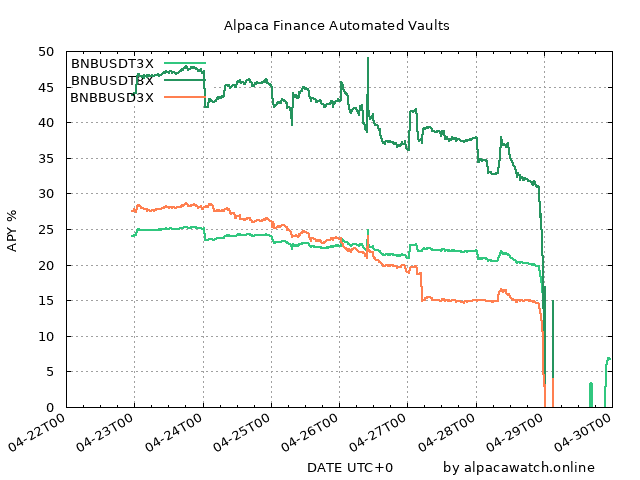 Alpaca Finance Automated Vaults
50
45
40
35
30
25
20
15
10
5
0
APY %
BNBUSDT3X
BNBUSDT8X
BNBBUSD3X
04-22T00
04-23T00
04-24T00
04-25T00
04-26T00
04-27T00
04-28T00
04-29T00
04-30T00
DATE UTC+0
by alpacawatch.online